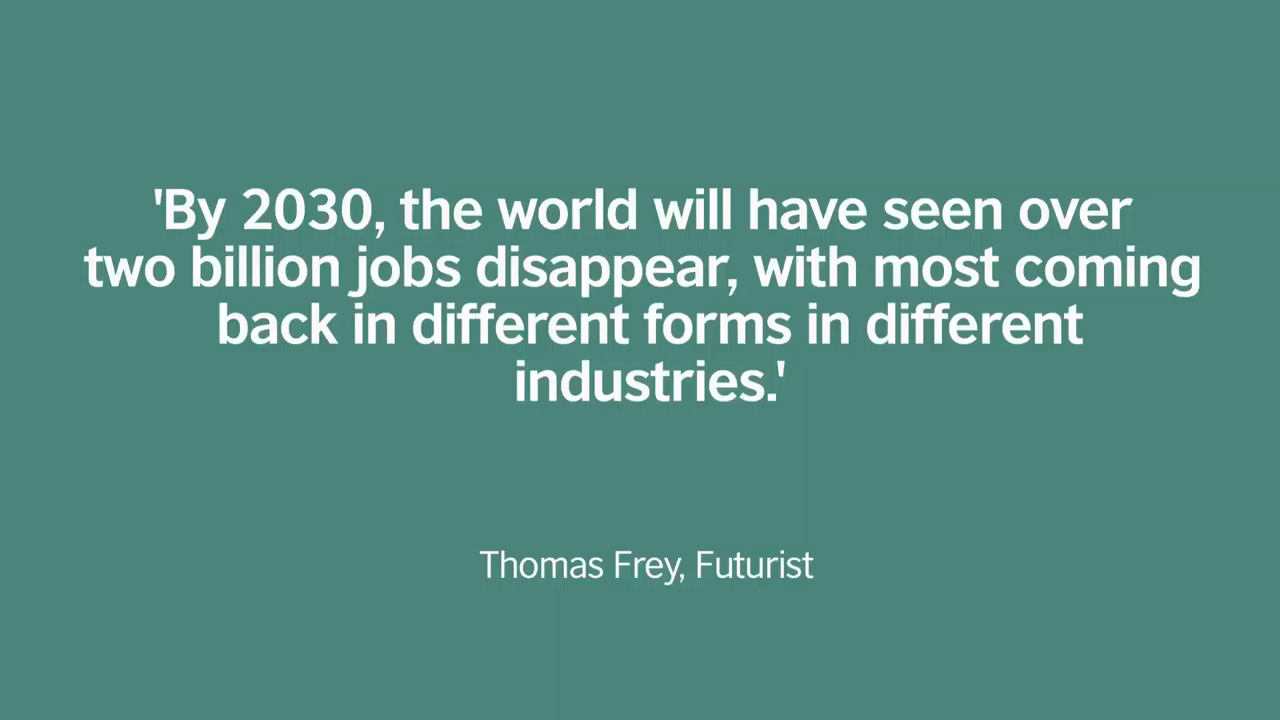 'By 2030, the world will have seen over
two billion jobs disappear, with most coming
back in different forms in different
industries.'
Thomas Frey, Futurist